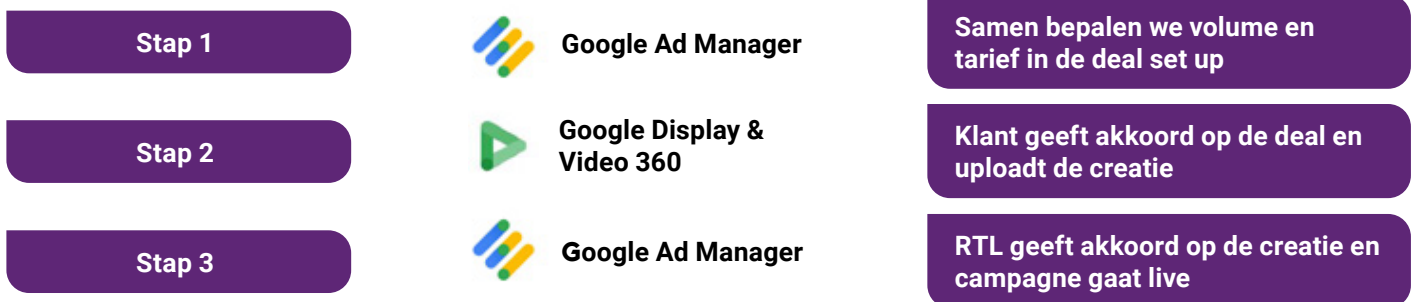 Stap 1
Google Ad Manager
Samen bepalen we volume en
tarief in de deal set up
Stap 2
Google Display &
Video 360
Klant geeft akkoord op de deal en
uploadt de creatie
Stap 3
Google Ad Manager
RTL geeft akkoord op de creatie en
campagne gaat live